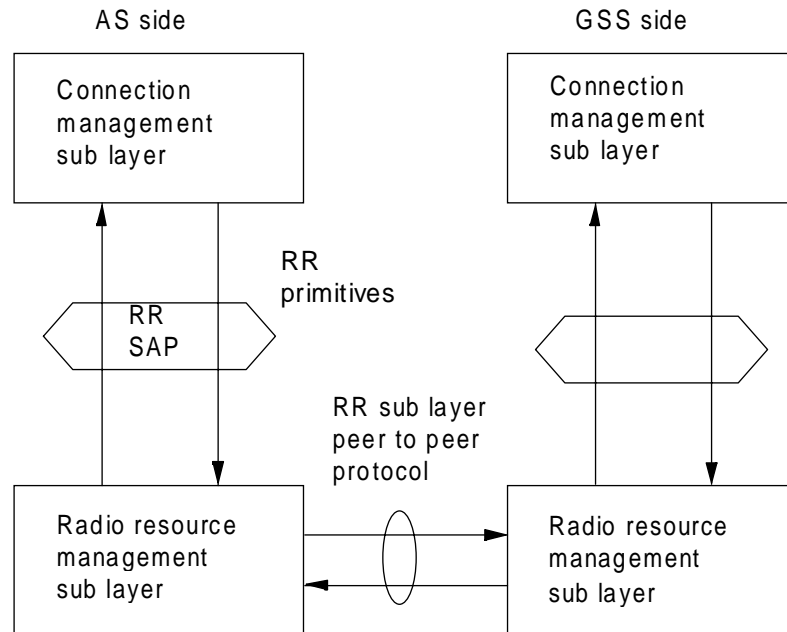 AS side
GSS side
Connection
management
sub layer
Connection
management
sub layer
RR
primitives
RR
SAP
RR sub layer
peer to peer
protocol
Radio resource
management
sub layer
Radio resource
management
sub layer